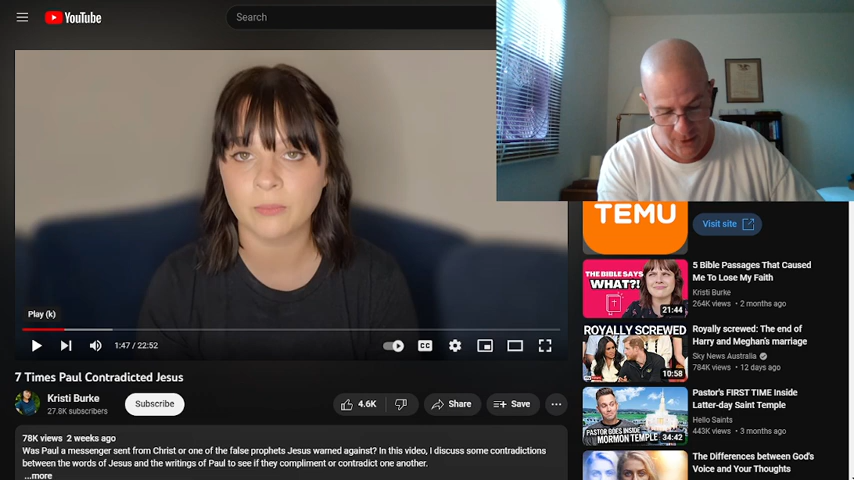 YouTube
Search
TEMU
Visit site
Play (k)
1:47 / 22:52
CC
7 Times Paul Contradicted Jesus
Kristi Burke
27.8K subscribers
Subscribe
4.6K
Share
Save
78K views 2 weeks ago
Was Paul a messenger sent from Christ or one of the false prophets Jesus warned against? In this video, I discuss some contradictions
between the words of Jesus and the writings of Paul to see if they compliment or contradict one another.
...more
THE BIBLE SAYS
WHAT?!
21:44
5 Bible Passages That Caused
Me To Lose My Faith
Kristi Burke
264K views • 2 months ago
ROYALLY SCREWED
10:58
Royally screwed: The end of
Harry and Meghan's marriage
Sky News Australia
784K views • 12 days ago
PASTOR GOES INSIDE
MORMON TEMPLE
34:42
Pastor's FIRST TIME Inside
Latter-day Saint Temple
Hello Saints
443K views • 3 months ago
The Differences between God's
Voice and Your Thoughts